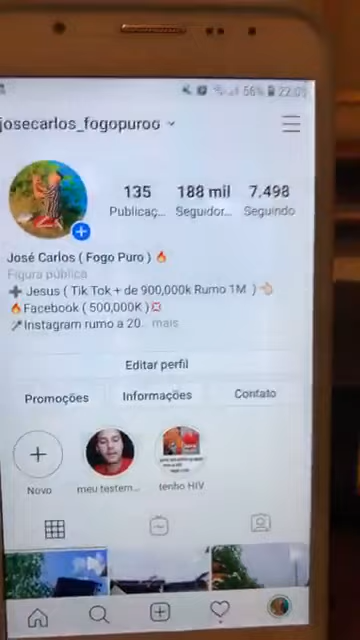 56% 22:05
josecarlos_fogopuroo
135 188 mil 7.498
Publicaç... Seguidor... Seguindo
José Carlos ( Fogo Puro ) 🔥
Figura pública
➕ Jesus ( Tik Tok + de 900,000k Rumo 1M ) 👈🏻
🔥Facebook ( 500,000K )💢
🎤Instagram rumo a 20... mais
Editar perfil
Promoções Informações Contato
Novo meu testem... tenho HIV